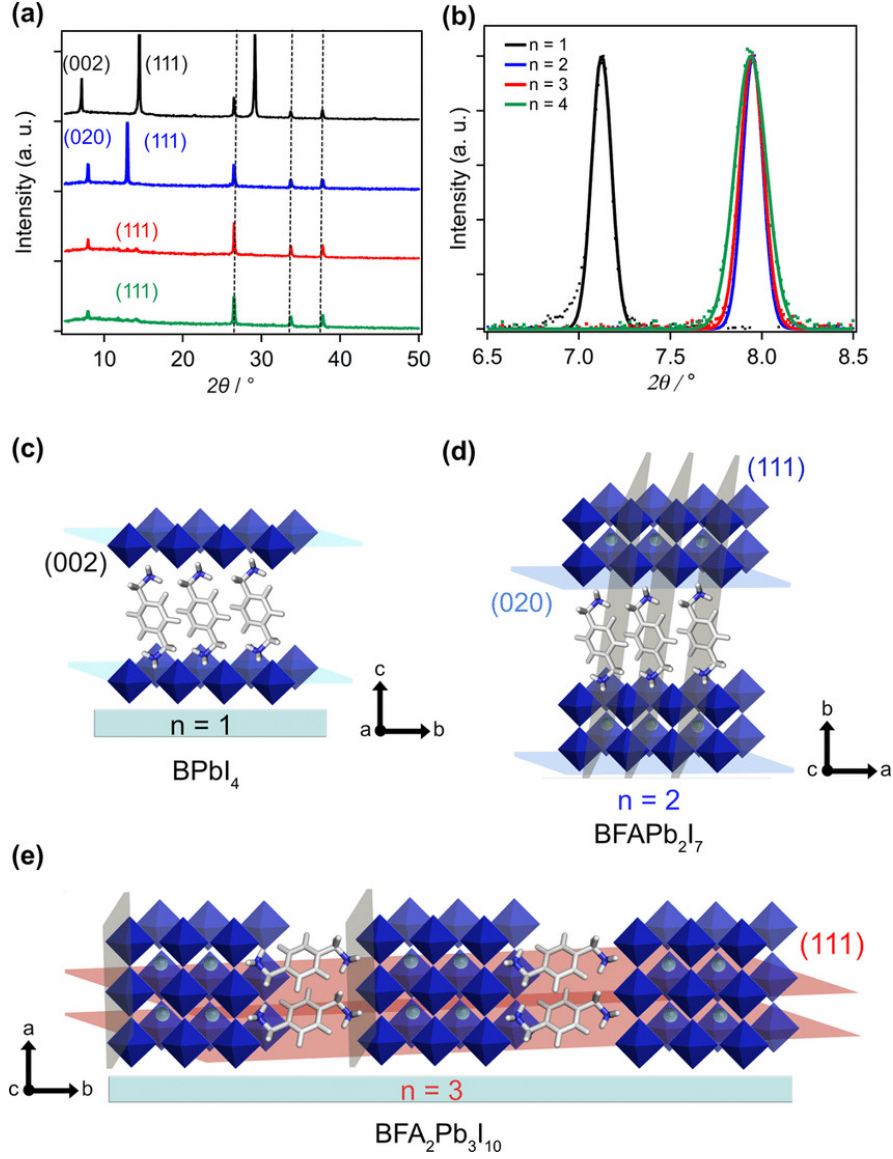 (a)
(002)
(111)
(020)
(111)
(111)
(111)
Intensity (a. u.)
10
20
30
40
50
2θ / °
(b)
n = 1
n = 2
n = 3
n = 4
Intensity (a. u.)
6.5
7.0
7.5
8.0
8.5
2θ / °
(c)
(002)
n = 1
BPbI₄
c
a
b
(d)
(111)
(020)
n = 2
BFAPb₂I₇
b
c
a
(e)
(111)
n = 3
BFA₂Pb₃I₁₀
a
c
b